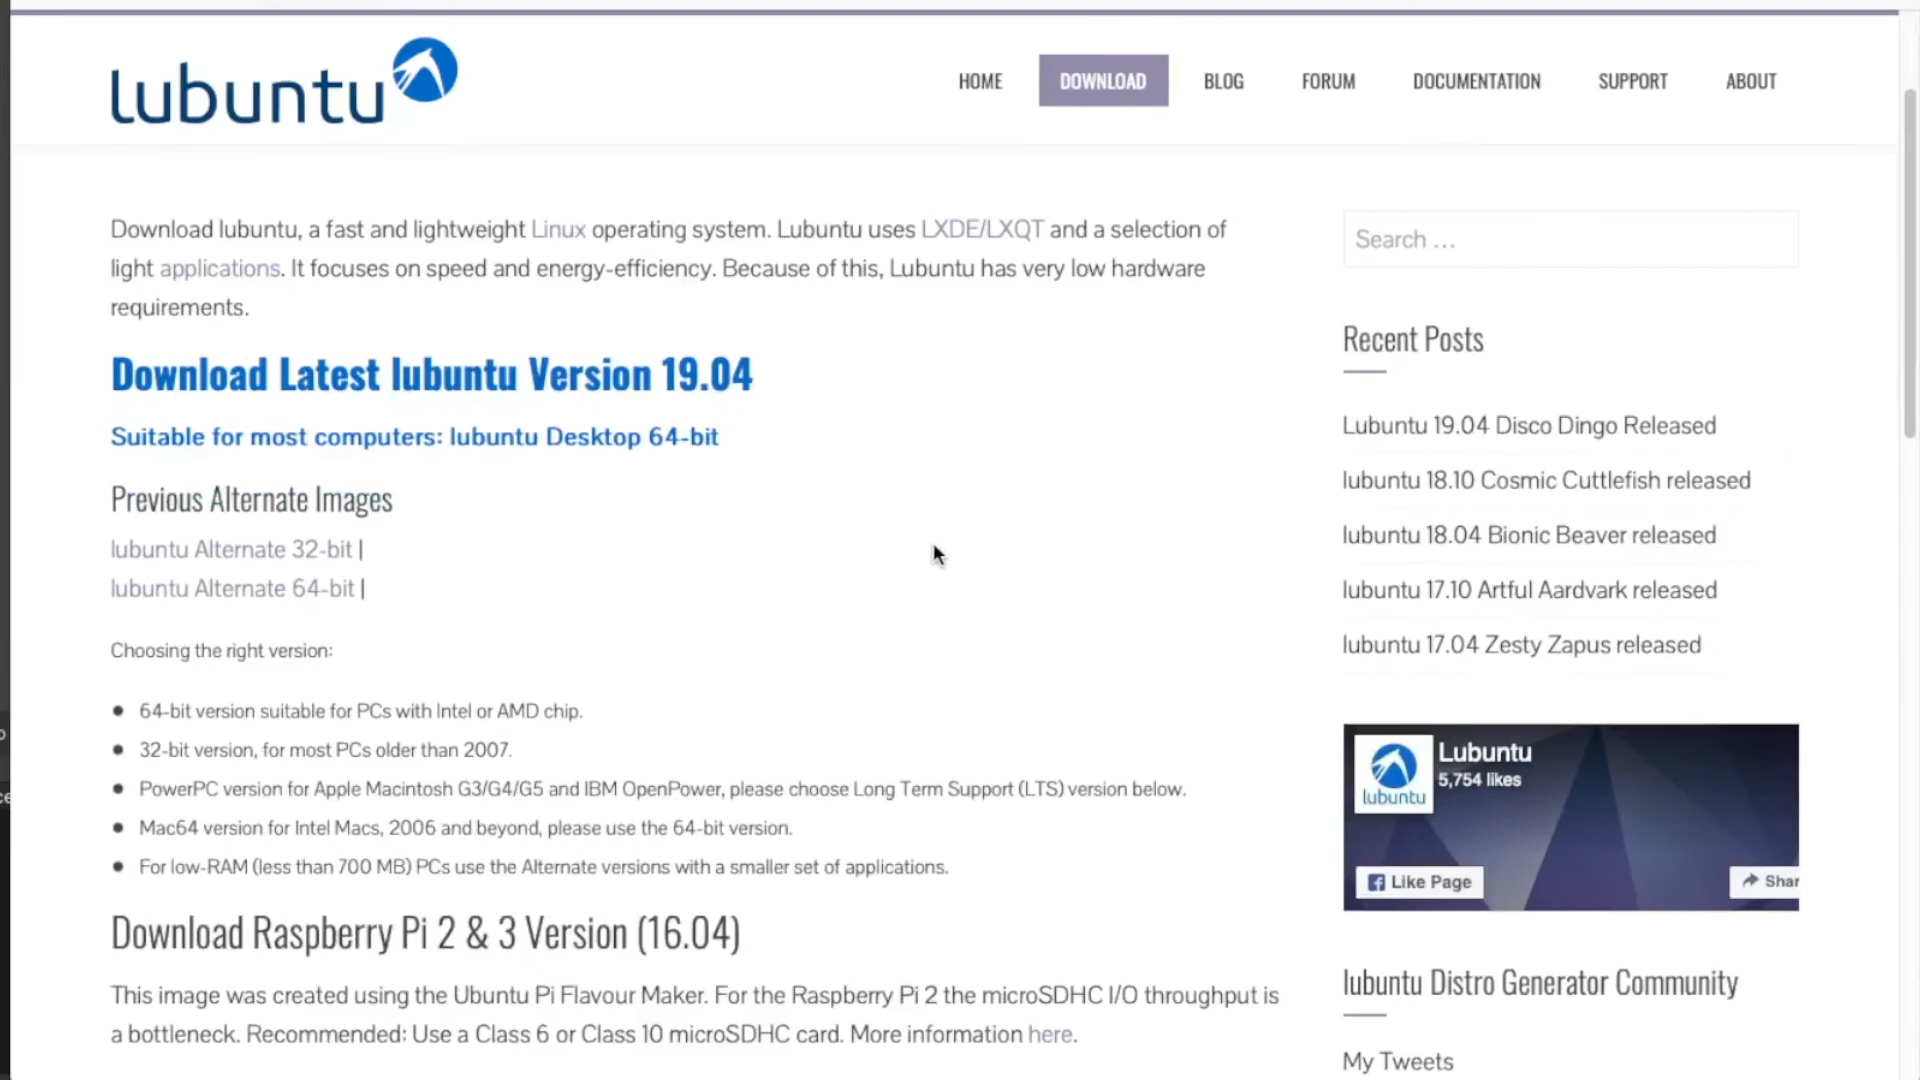 lubuntu
HOME
DOWNLOAD
BLOG
FORUM
DOCUMENTATION
SUPPORT
ABOUT
Download lubuntu, a fast and lightweight Linux operating system. Lubuntu uses LXDE/LXQT and a selection of
light applications. It focuses on speed and energy-efficiency. Because of this, Lubuntu has very low hardware
requirements.
Download Latest lubuntu Version 19.04
Suitable for most computers: lubuntu Desktop 64-bit
Previous Alternate Images
lubuntu Alternate 32-bit |
lubuntu Alternate 64-bit |
Choosing the right version:
64-bit version suitable for PCs with Intel or AMD chip.
32-bit version, for most PCs older than 2007.
PowerPC version for Apple Macintosh G3/G4/G5 and IBM OpenPower, please choose Long Term Support (LTS) version below.
Mac64 version for Intel Macs, 2006 and beyond, please use the 64-bit version.
For low-RAM (less than 700 MB) PCs use the Alternate versions with a smaller set of applications.
Download Raspberry Pi 2 & 3 Version (16.04)
This image was created using the Ubuntu Pi Flavour Maker. For the Raspberry Pi 2 the microSDHC I/O throughput is
a bottleneck. Recommended: Use a Class 6 or Class 10 microSDHC card. More information here.
Search …
Recent Posts
Lubuntu 19.04 Disco Dingo Released
lubuntu 18.10 Cosmic Cuttlefish released
lubuntu 18.04 Bionic Beaver released
lubuntu 17.10 Artful Aardvark released
lubuntu 17.04 Zesty Zapus released
lubuntu
Lubuntu
5,754 likes
Like Page
Shar
lubuntu Distro Generator Community
My Tweets